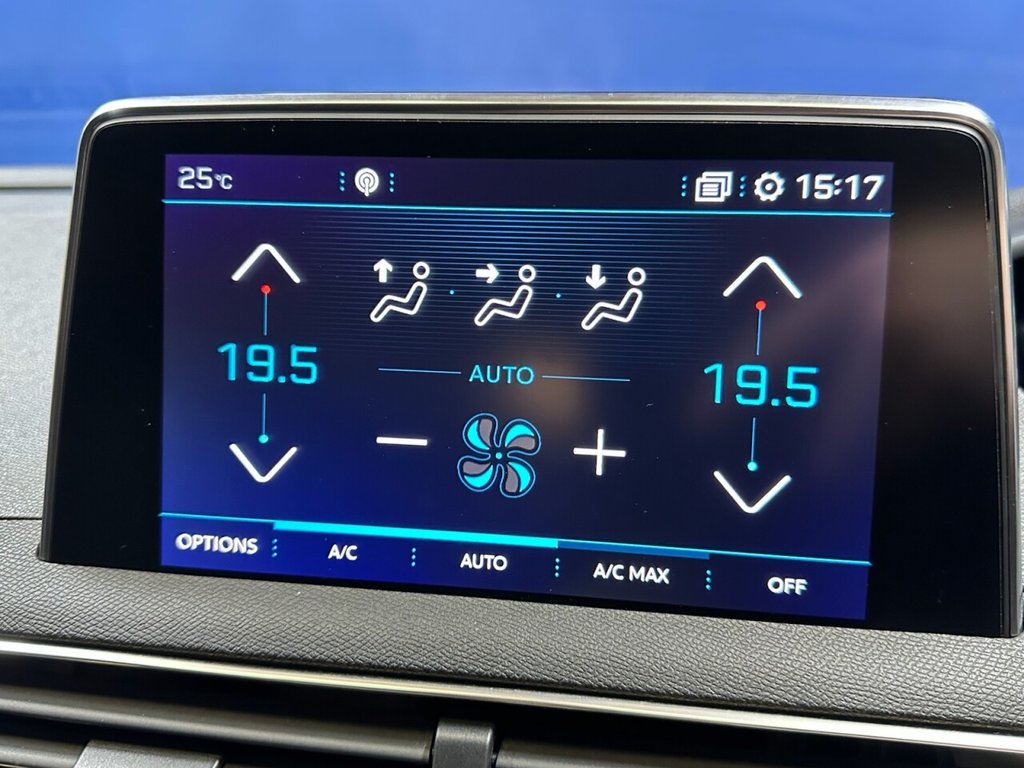 25°C 15:17
19.5 19.5
AUTO
OPTIONS A/C AUTO A/C MAX OFF